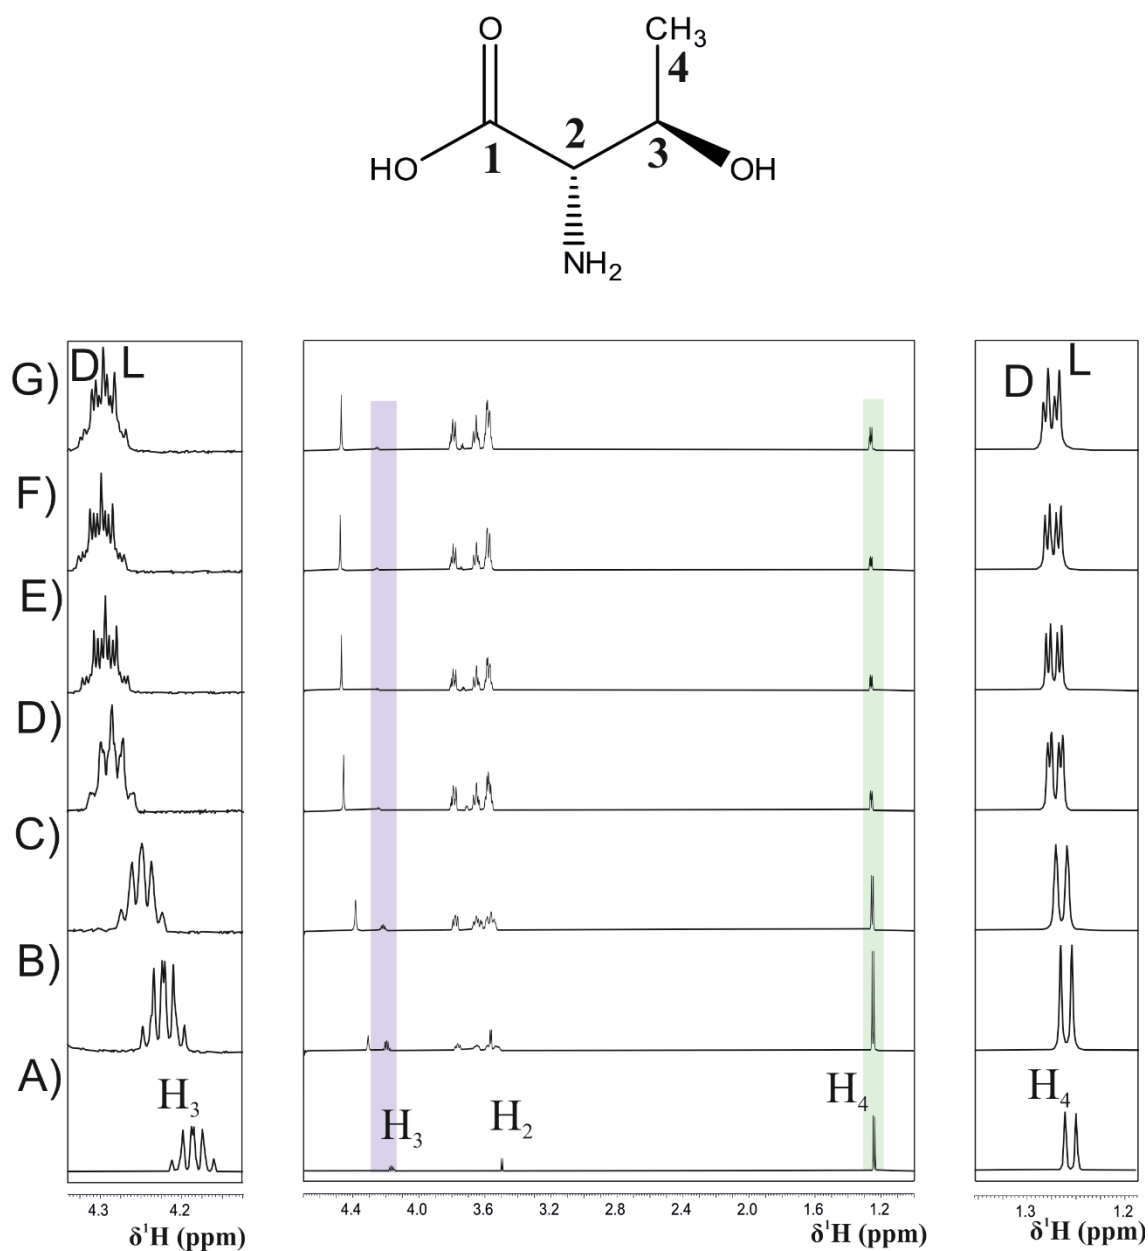 O
CH3
4
2
HO
1
3
OH
NH2
G)
D L
D L
F)
E)
D)
C)
B)
A)
H3
H3
H2
H4
H4
4.3 4.2
4.4 4.0 3.6 3.2 2.8 2.4 2.0 1.6 1.2
1.3 1.2
δ1H (ppm)
δ1H (ppm)
δ1H (ppm)